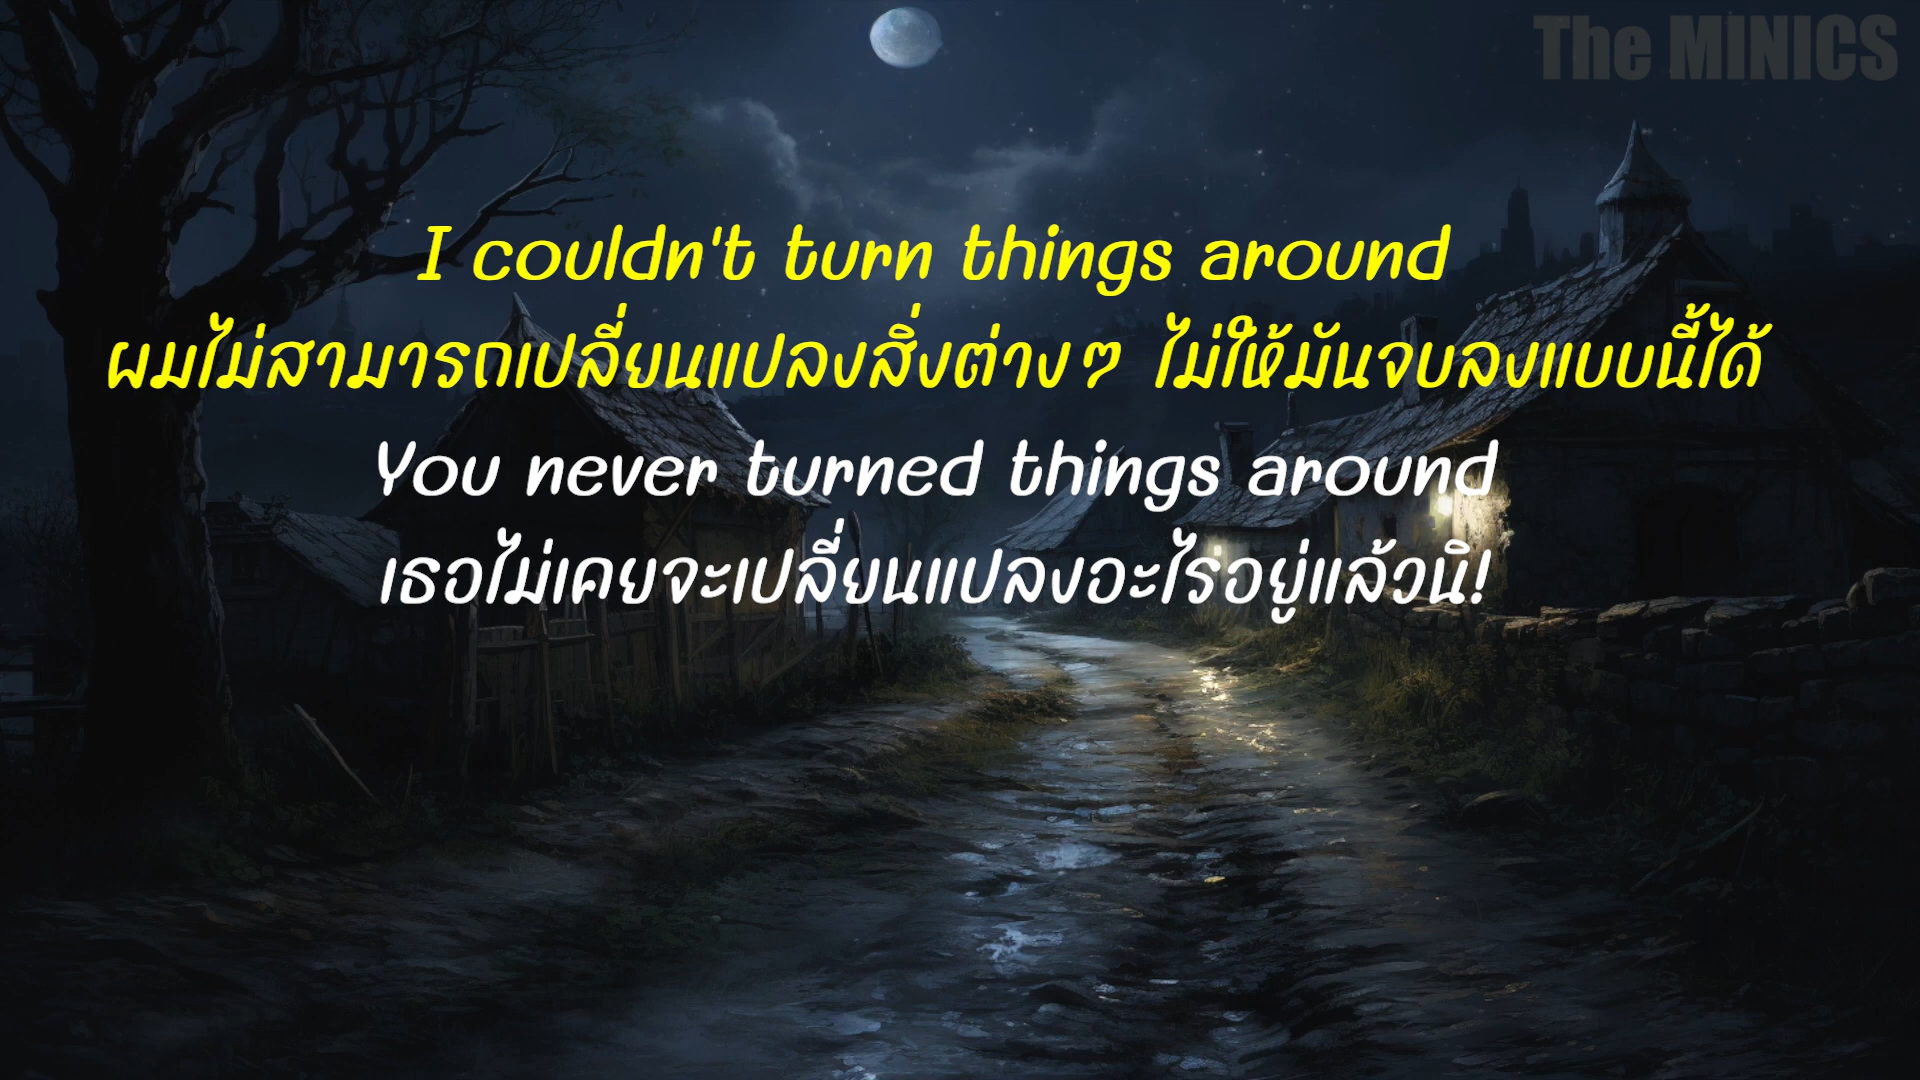 The MINICS
I couldn't turn things around
ผมไม่สามารถเปลี่ยนแปลงสิ่งต่างๆ ไม่ให้มันจบลงแบบนี้ได้
You never turned things around
เธอไม่เคยจะเปลี่ยนแปลงอะไรอยู่แล้วนิ!